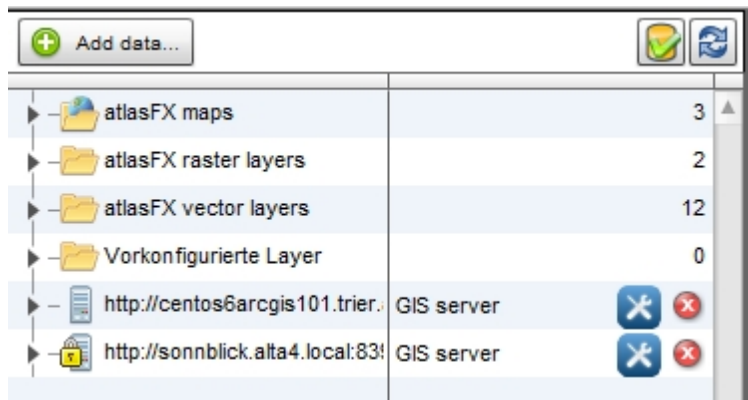 Add data...
atlasFX maps 3
atlasFX raster layers 2
atlasFX vector layers 12
Vorkonfigurierte Layer 0
http://centos6arcgis101.trier. GIS server
http://sonnblick.alta4.local:839 GIS server